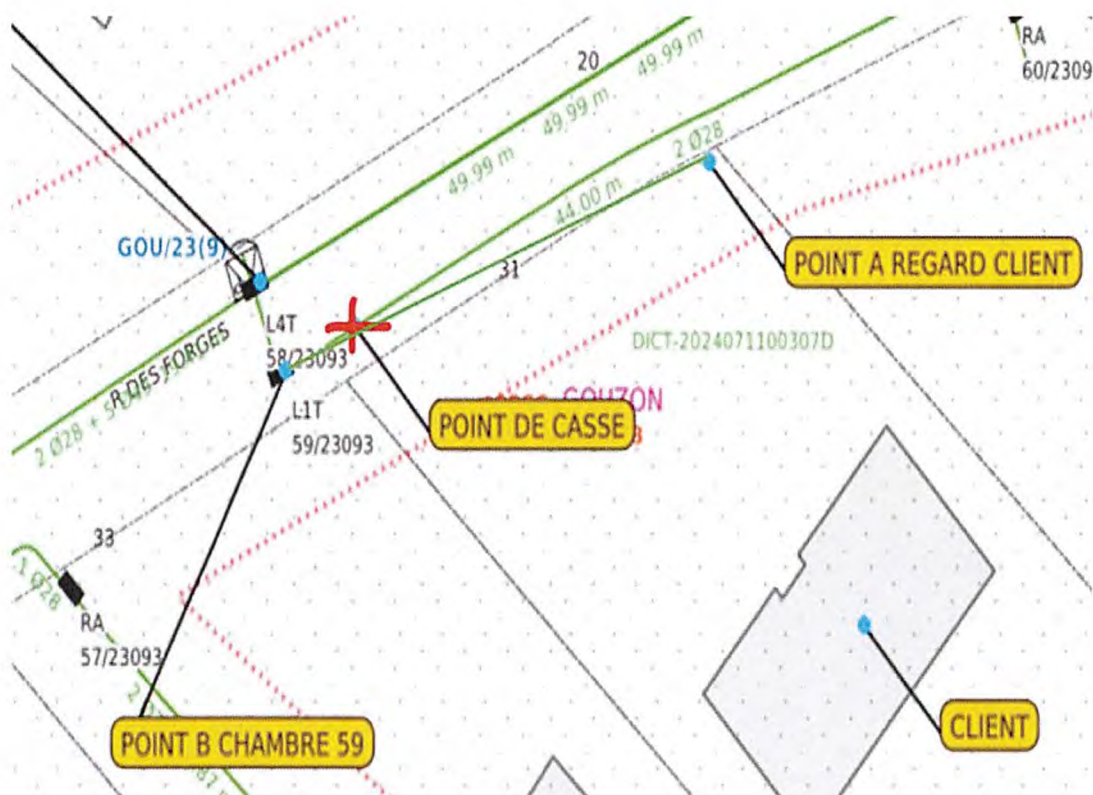 RA
60/2309
20
49.99 m
49.99 m
49.99 m
2 Ø28
44.00 m
GOU/23(9)
POINT A REGARD CLIENT
31
L4T
58/23093
R DES FORGES
DICT-2024071100307D
GOUZON
POINT DE CASSE
L1T
59/23093
2 Ø28 + 5
33
1 Ø28
RA
57/23093
CLIENT
POINT B CHAMBRE 59